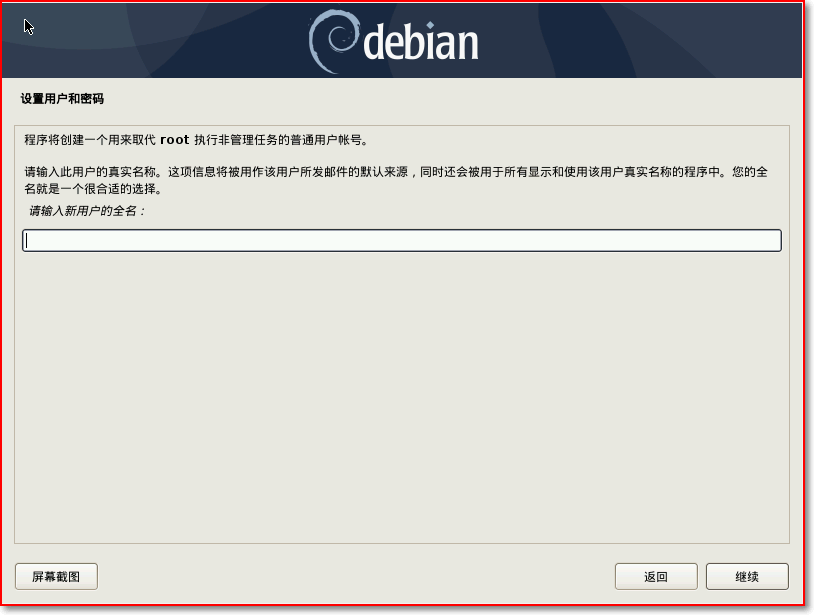 debian
设置用户和密码
程序将创建一个用来取代 root 执行非管理任务的普通用户帐号。
请输入此用户的真实名称。这项信息将被用作该用户所发邮件的默认来源，同时还会被用于所有显示和使用该用户真实名称的程序中。您的全
名就是一个很合适的选择。
请输入新用户的全名：
屏幕截图
返回
继续